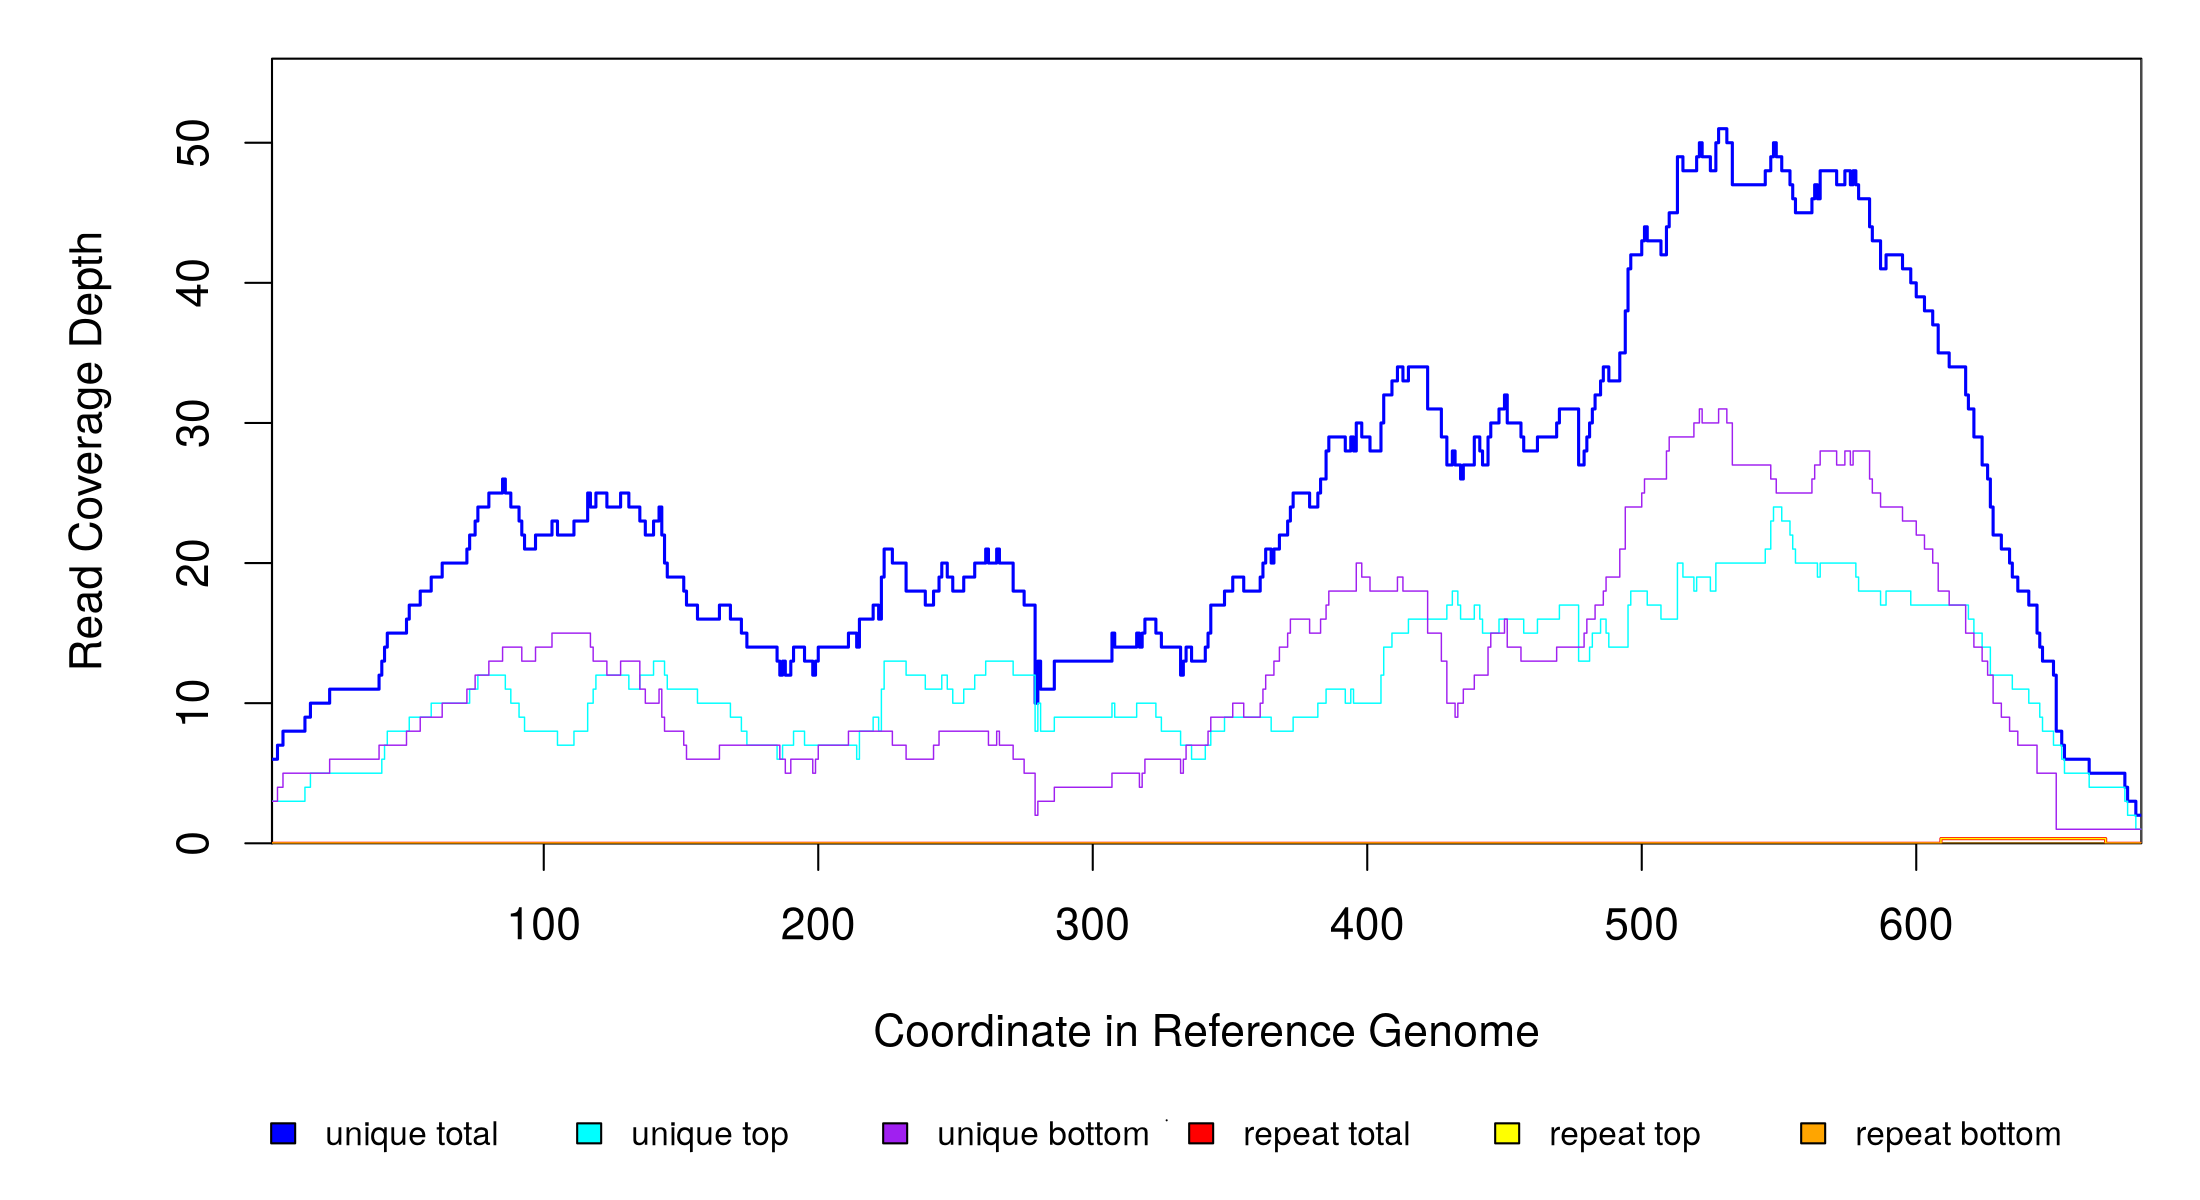 Read Coverage Depth
50
40
30
20
10
0
100 200 300 400 500 600
Coordinate in Reference Genome
unique total unique top unique bottom repeat total repeat top repeat bottom